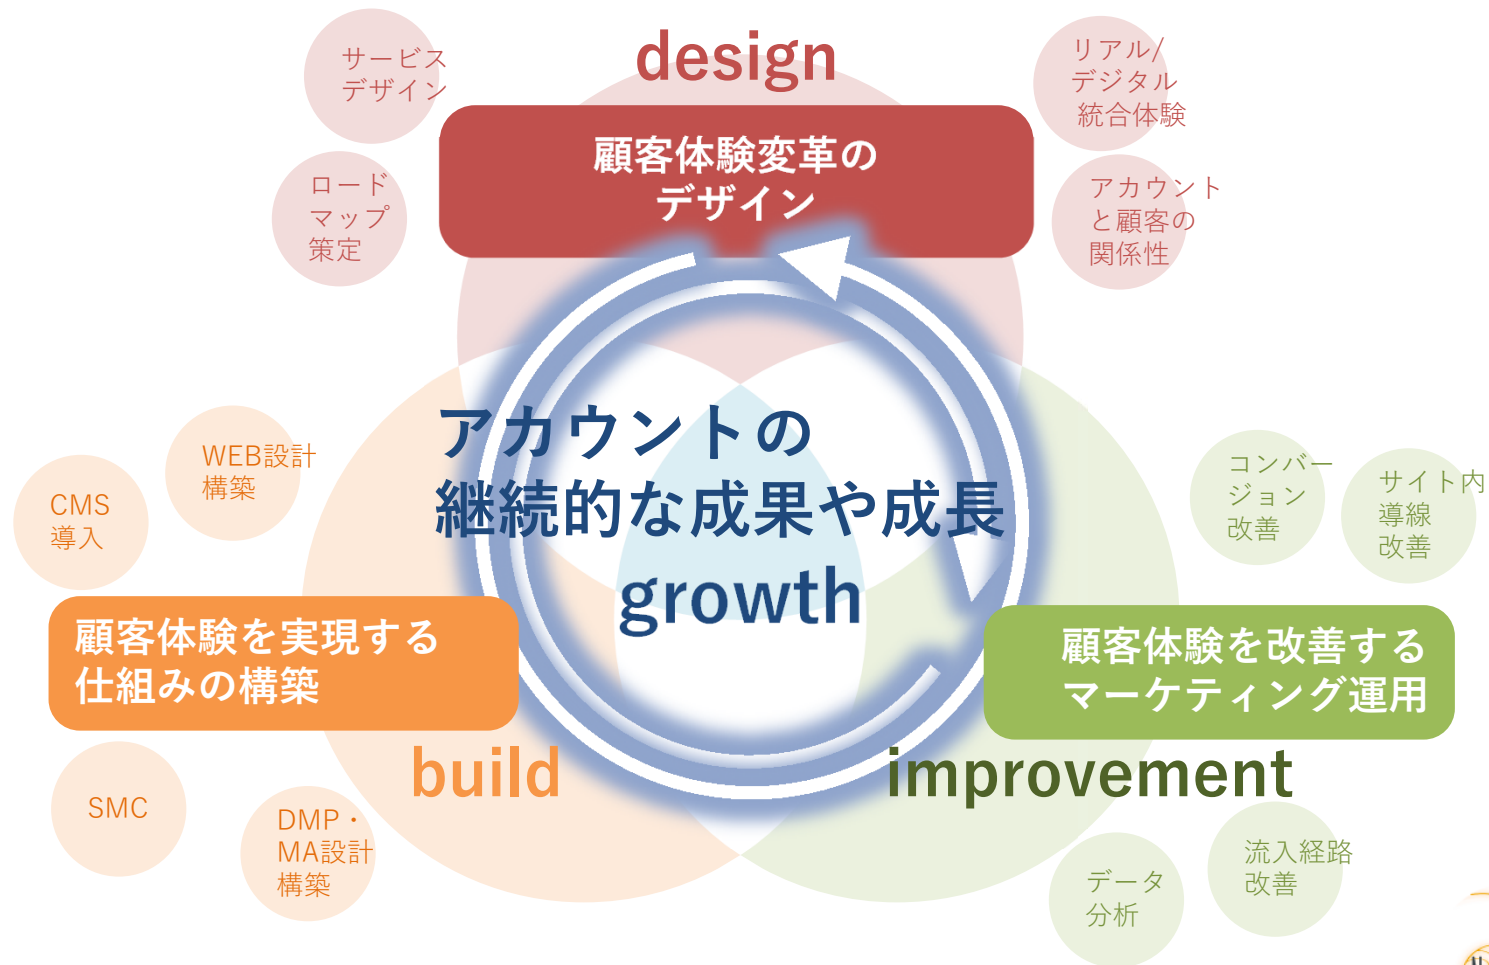 サービス
デザイン
design
リアル/
デジタル
統合体験
顧客体験変革の
デザイン
ロード
マップ
策定
アカウント
と顧客の
関係性
アカウントの
継続的な成果や成長
growth
WEB設計
構築
CMS
導入
コンバー
ジョン
改善
サイト内
導線
改善
顧客体験を実現する
仕組みの構築
顧客体験を改善する
マーケティング運用
build
improvement
SMC
DMP・
MA設計
構築
データ
分析
流入経路
改善